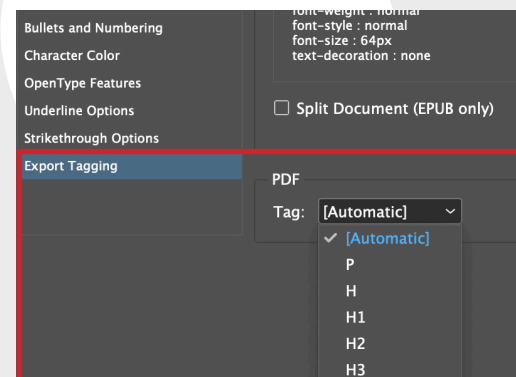 Bullets and Numbering
Character Color
OpenType Features
Underline Options
Strikethrough Options
Export Tagging
font-weight : normal
font-style : normal
font-size : 64px
text-decoration : none
Split Document (EPUB only)
PDF
Tag: [Automatic]
[Automatic]
P
H
H1
H2
H3